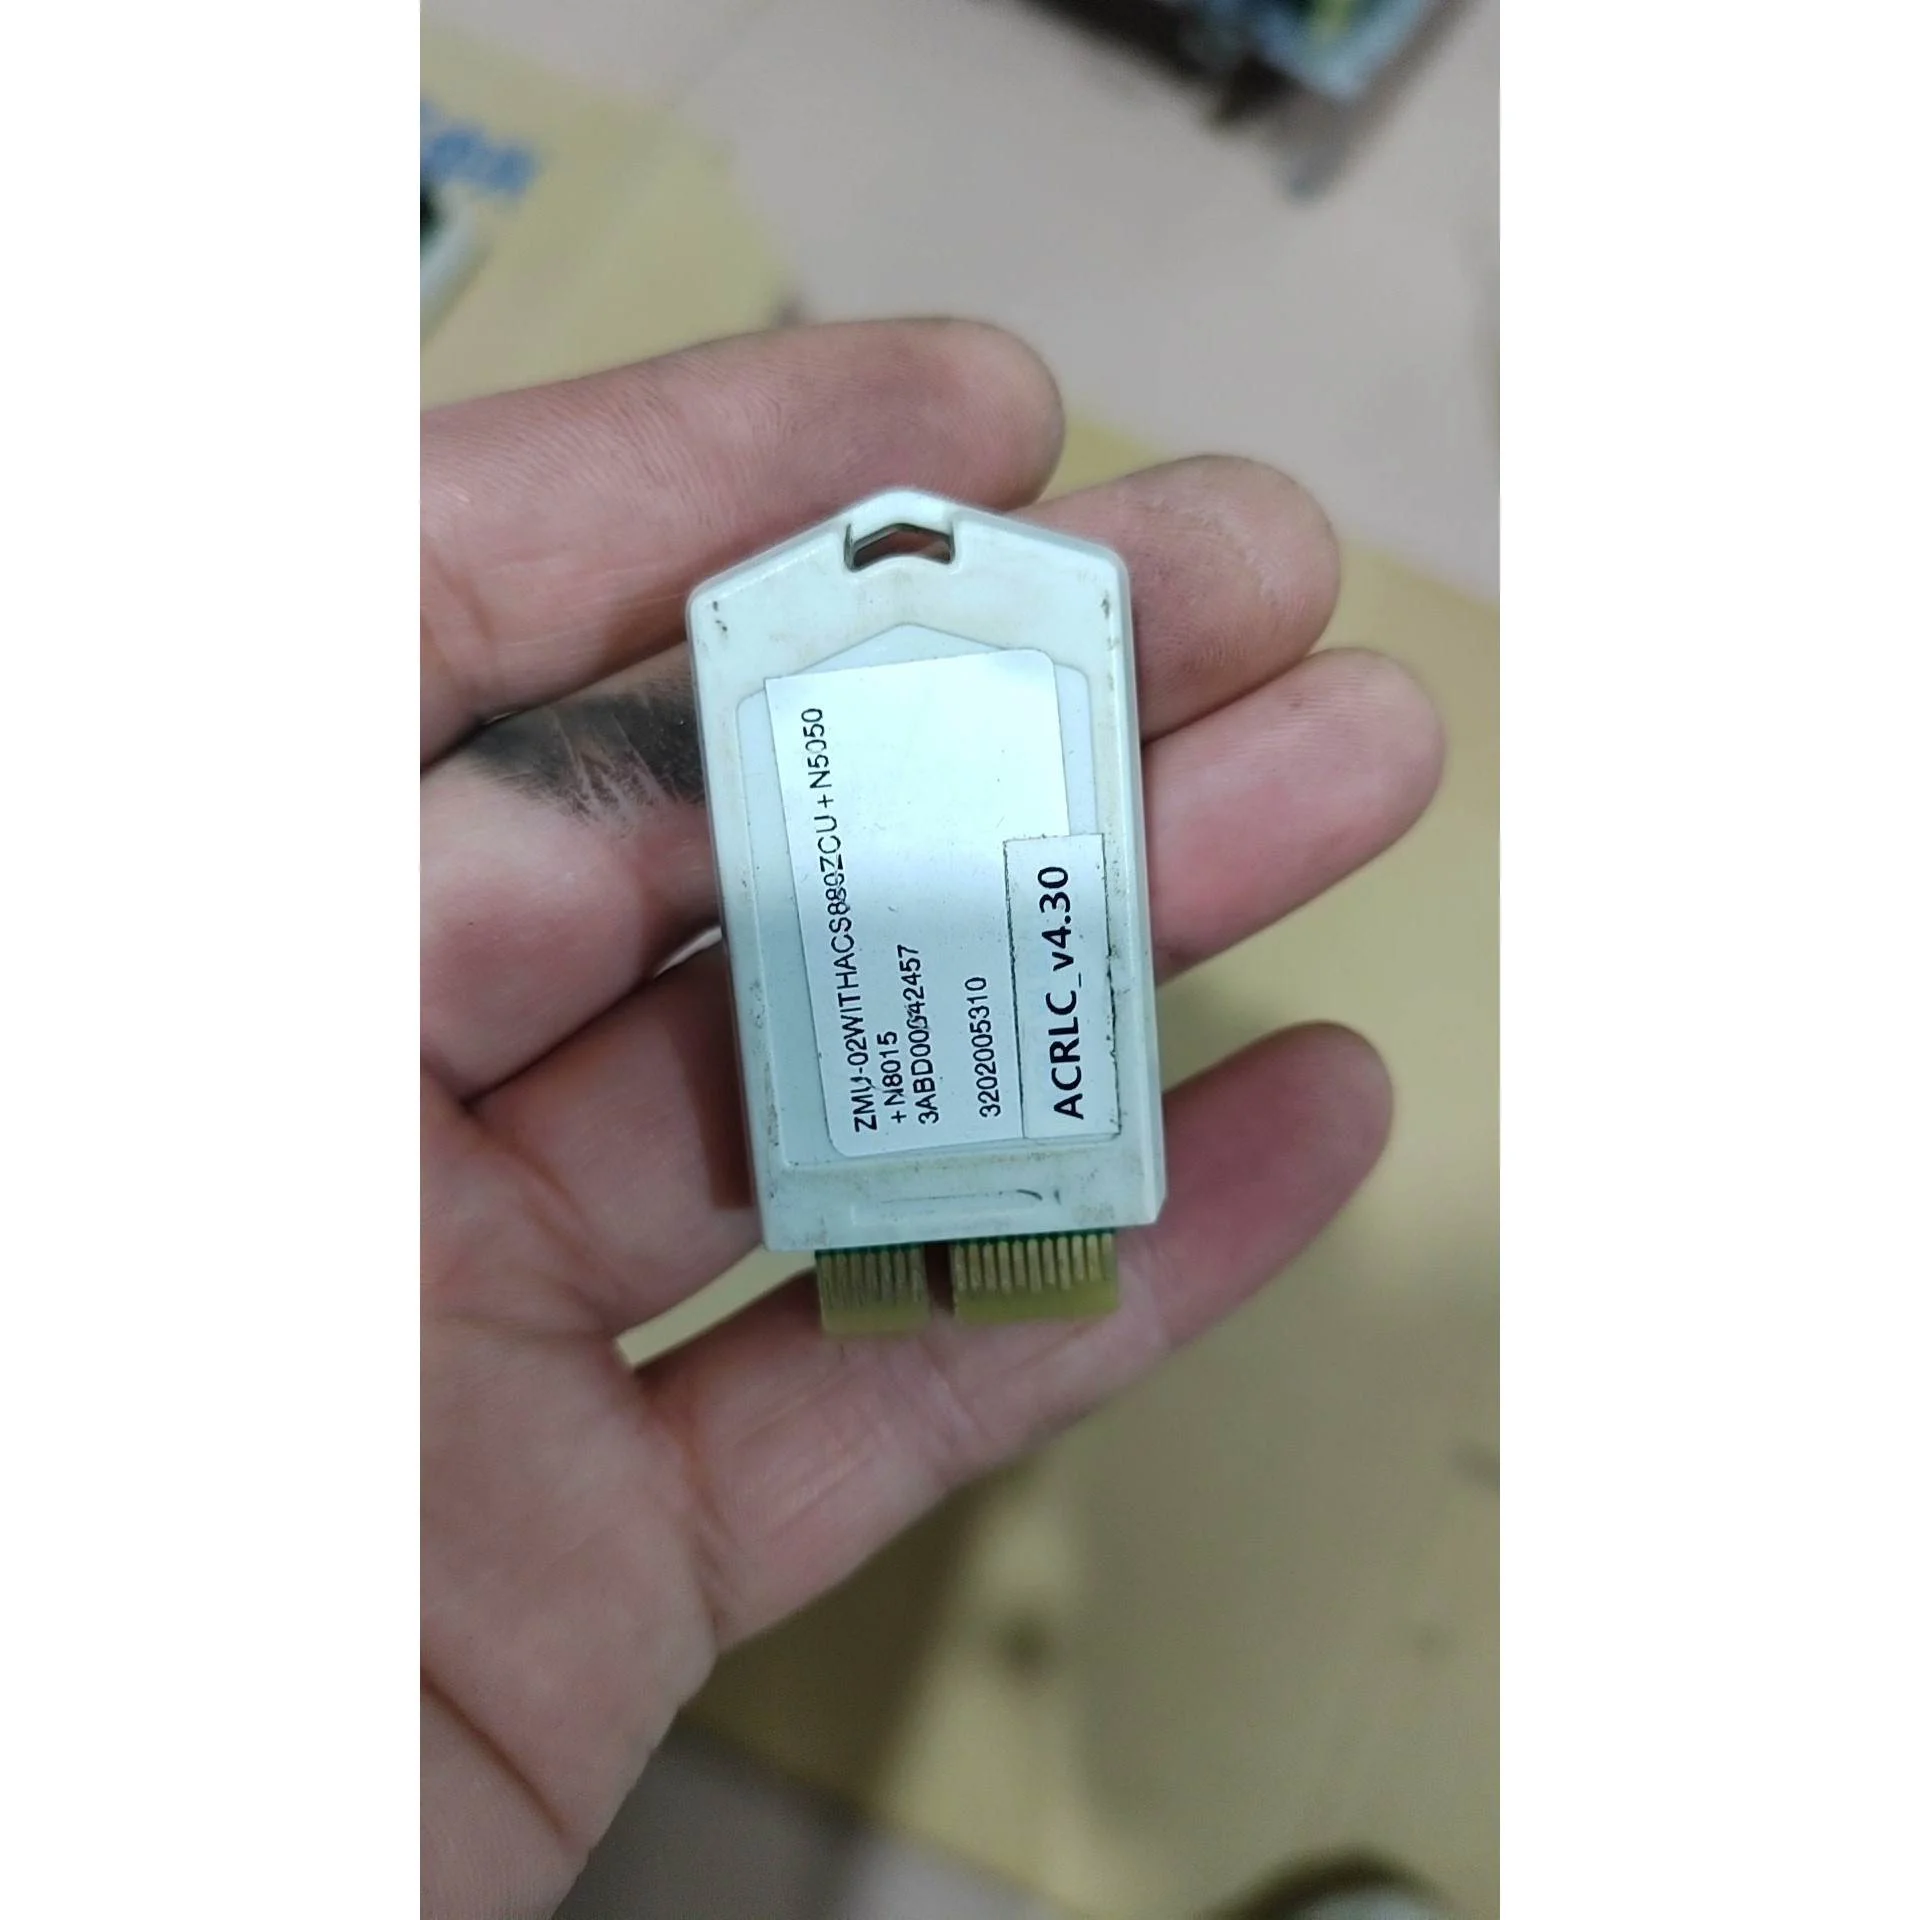 ZMU-02WITHACS880ZCU+N5050
+N8015
3ABD00042457
3202005310
ACRLC_v4.30